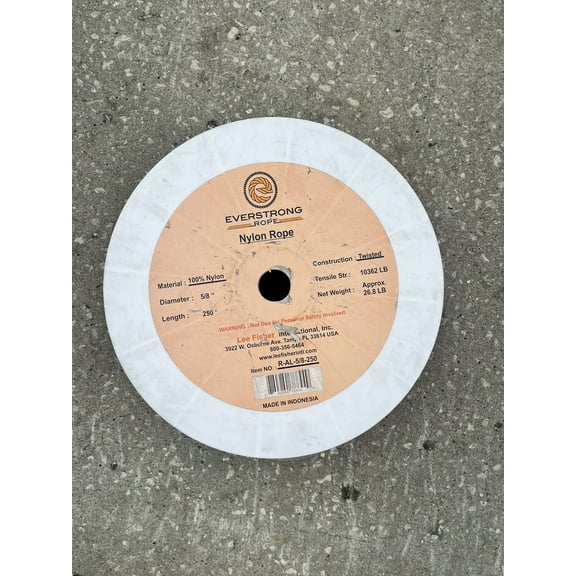 EVERSTRONG
ROPE
Nylon Rope
Material : 100% Nylon
Diameter : 5/8 "
Length : 250 '
Construction : Twisted
Tensile Str.: 10362 LB
Net Weight : Approx.
26.8 LB
WARNING : Not Use for Personal Safety Involved.
Lee Fisher International, Inc.
3922 W. Osburne Ave. Tampa, FL 33614 USA
800-356-5464
www.leefisherintl.com
Item NO. R-AL-5/8-250
MADE IN INDONESIA